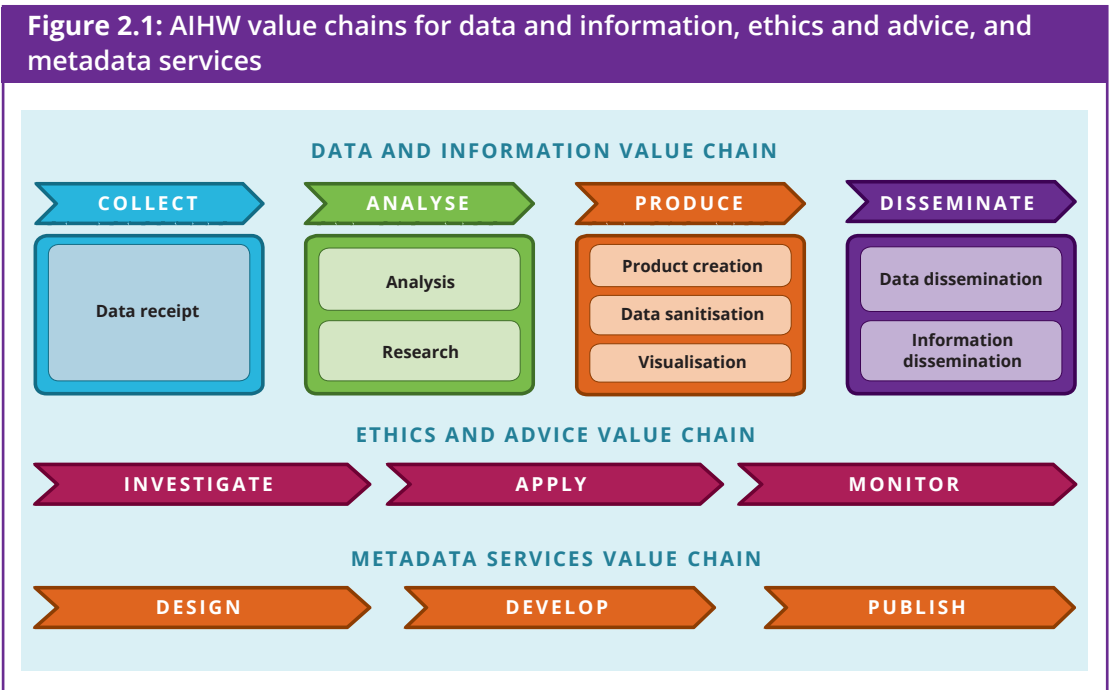 Figure 2.1: AIHW value chains for data and information, ethics and advice, and
metadata services
DATA AND INFORMATION VALUE CHAIN
COLLECT
ANALYSE
PRODUCE
DISSEMINATE
Data receipt
Analysis
Research
Product creation
Data sanitisation
Visualisation
Data dissemination
Information
dissemination
ETHICS AND ADVICE VALUE CHAIN
INVESTIGATE
APPLY
MONITOR
METADATA SERVICES VALUE CHAIN
DESIGN
DEVELOP
PUBLISH